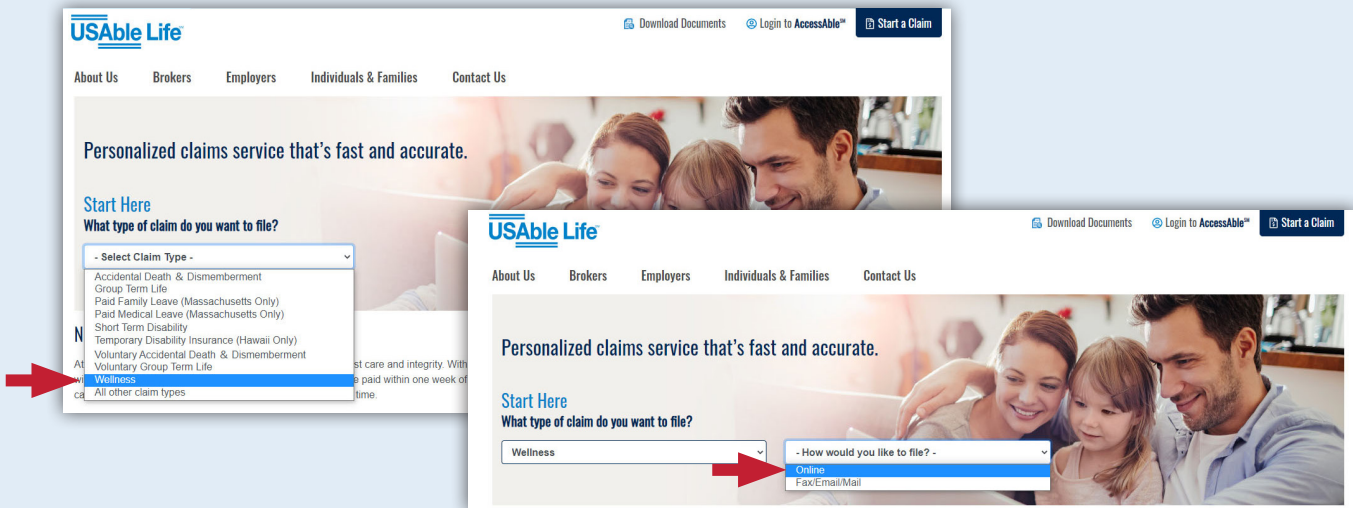 USAble Life
Download Documents
Login to AccessAble℠
Start a Claim
About Us Brokers Employers Individuals & Families Contact Us
Personalized claims service that’s fast and accurate.
Start Here
What type of claim do you want to file?
- Select Claim Type -
Accidental Death & Dismemberment
Group Term Life
Paid Family Leave (Massachusetts Only)
Paid Medical Leave (Massachusetts Only)
Short Term Disability
Temporary Disability Insurance (Hawaii Only)
Voluntary Accidental Death & Dismemberment
Voluntary Group Term Life
Wellness
All other claim types
N
At st care and integrity. With
wi paid within one week of
ca time.
USAble Life
Download Documents
Login to AccessAble℠
Start a Claim
About Us Brokers Employers Individuals & Families Contact Us
Personalized claims service that’s fast and accurate.
Start Here
What type of claim do you want to file?
Wellness
- How would you like to file? -
Online
Fax/Email/Mail